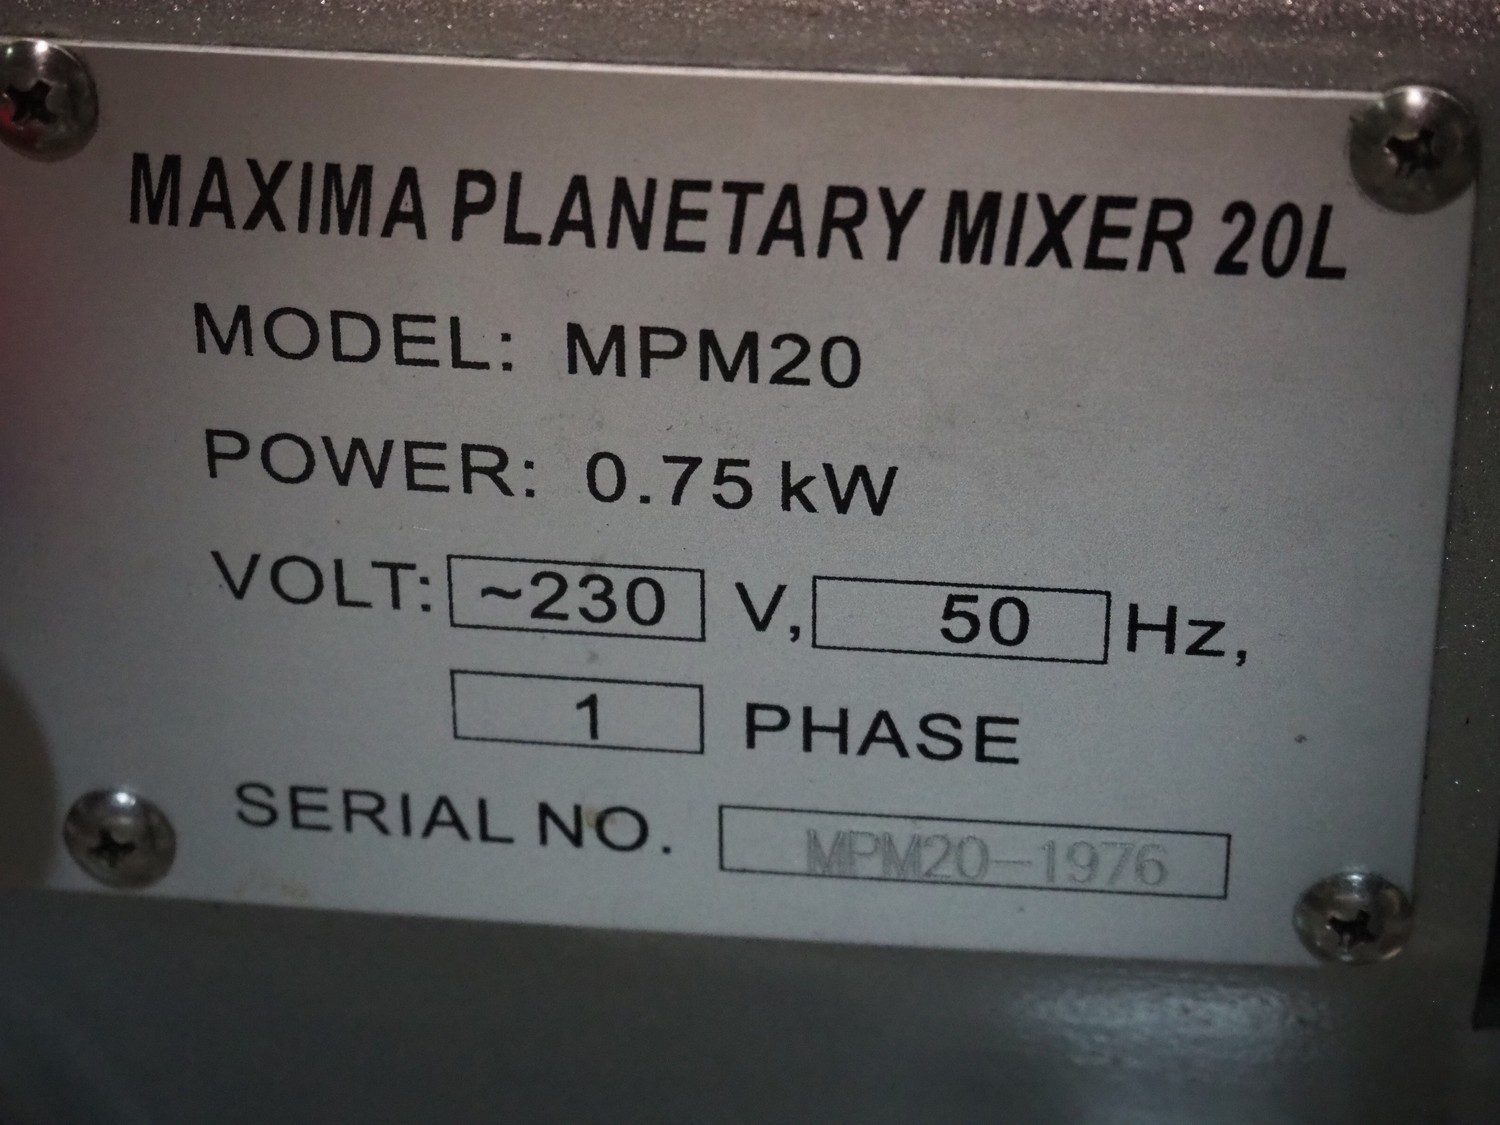 MAXIMA PLANETARY MIXER 20L
MODEL: MPM20
POWER: 0.75 kW
VOLT: ~230 V, 50 Hz,
1 PHASE
SERIAL NO. MPM20-1976